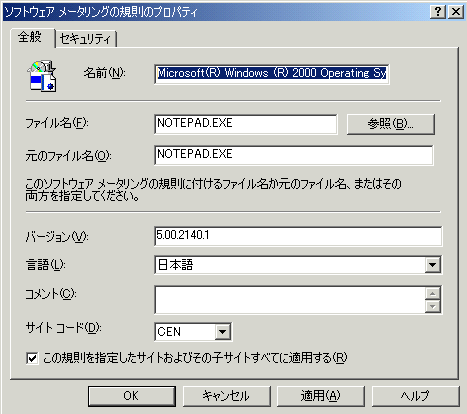 ソフトウェア メータリングの規則のプロパティ
全般 セキュリティ
名前(N): Microsoft(R) Windows (R) 2000 Operating Sy
ファイル名(F): NOTEPAD.EXE 参照(B)...
元のファイル名(O): NOTEPAD.EXE
このソフトウェア メータリングの規則に付けるファイル名か元のファイル名、またはその
両方を指定してください。
バージョン(V): 5.00.2140.1
言語(L): 日本語
コメント(C):
サイト コード(D): CEN
この規則を指定したサイトおよびその子サイトすべてに適用する(R)
OK キャンセル 適用(A) ヘルプ